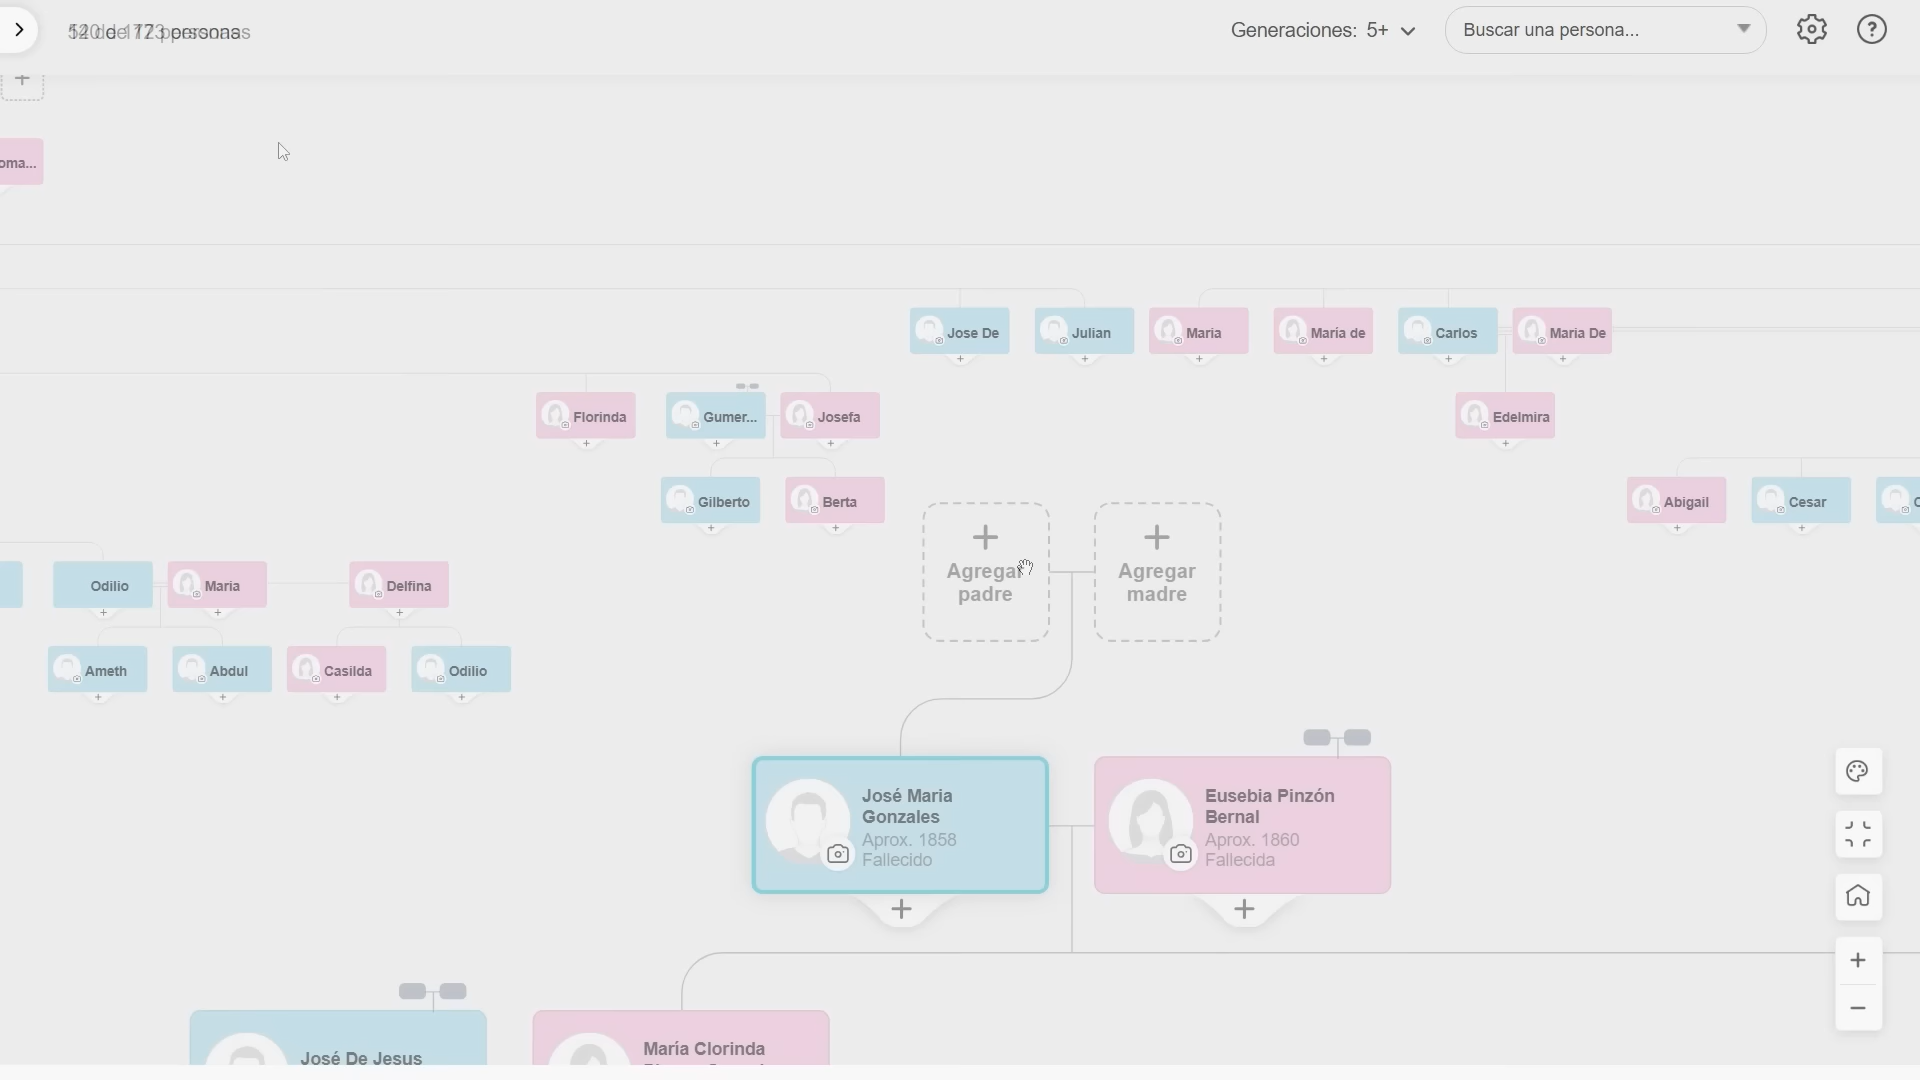 Generaciones: 5+
Buscar una persona...
oma...
Jose De
Julian
Maria
María de
Carlos
Maria De
Florinda
Gumer...
Josefa
Edelmira
Gilberto
Berta
Abigail
Cesar
Agregar
padre
Agregar
madre
Odilio
Maria
Delfina
Ameth
Abdul
Casilda
Odilio
José Maria
Gonzales
Aprox. 1858
Fallecido
Eusebia Pinzón
Bernal
Aprox. 1860
Fallecida
José De Jesus
María Clorinda